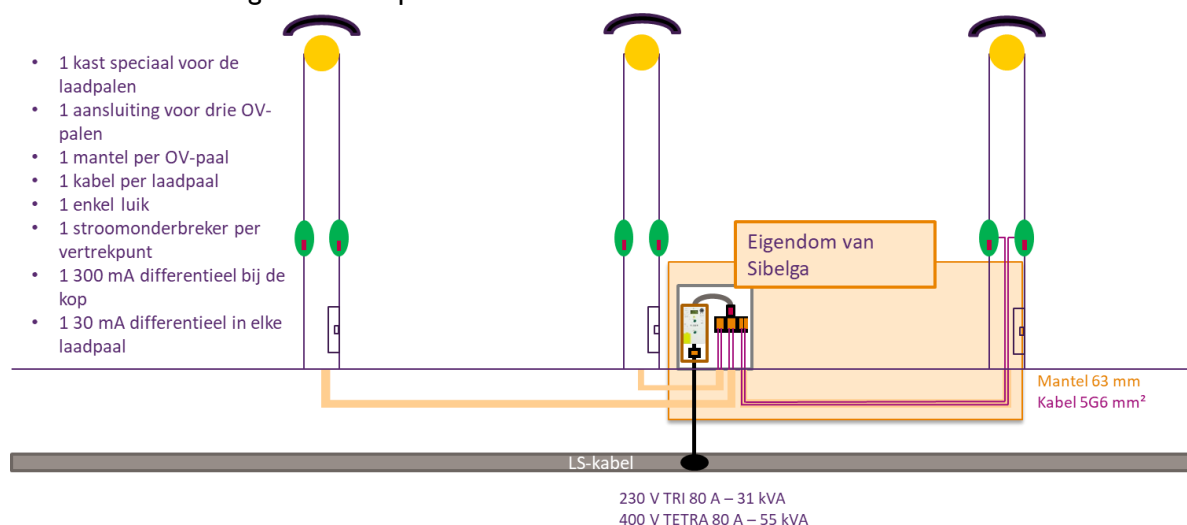 • 1 kast speciaal voor de
laadpalen
• 1 aansluiting voor drie OV-
palen
• 1 mantel per OV-paal
• 1 kabel per laadpaal
• 1 enkel luik
• 1 stroomonderbreker per
vertrekpunt
• 1 300 mA differentieel bij de
kop
• 1 30 mA differentieel in elke
laadpaal
Eigendom van
Sibelga
Mantel 63 mm
Kabel 5G6 mm²
LS-kabel
230 V TRI 80 A – 31 kVA
400 V TETRA 80 A – 55 kVA